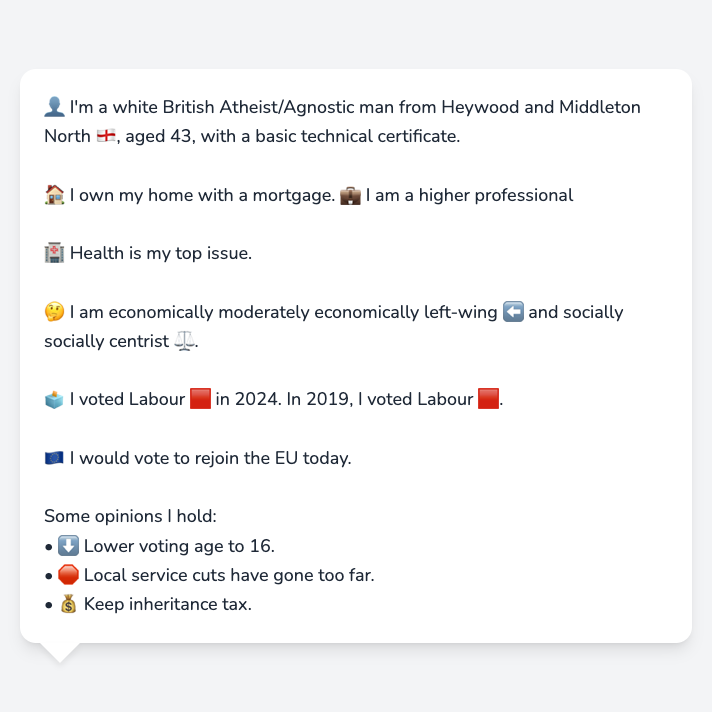 👤 I'm a white British Atheist/Agnostic man from Heywood and Middleton
North 🏴󠁧󠁢󠁥󠁮󠁧󠁿, aged 43, with a basic technical certificate.
🏠 I own my home with a mortgage. 💼 I am a higher professional
🏥 Health is my top issue.
🤔 I am economically moderately economically left-wing ⬅️ and socially
socially centrist ⚖️.
🗳️ I voted Labour 🟥 in 2024. In 2019, I voted Labour 🟥.
🇪🇺 I would vote to rejoin the EU today.
Some opinions I hold:
• ⬇️ Lower voting age to 16.
• 🛑 Local service cuts have gone too far.
• 💰 Keep inheritance tax.